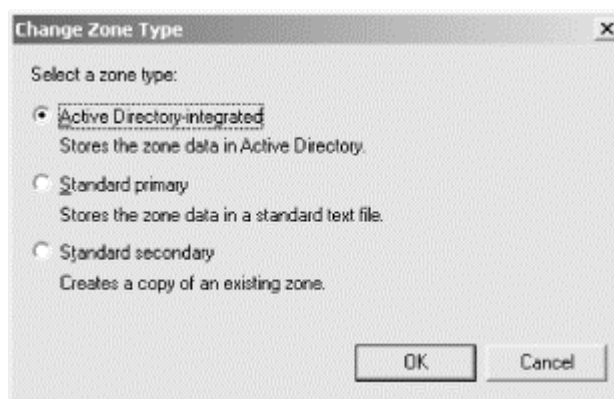 Change Zone Type
Select a zone type:
Active Directory-integrated
Stores the zone data in Active Directory.
Standard primary
Stores the zone data in a standard text file.
Standard secondary
Creates a copy of an existing zone.
OK
Cancel